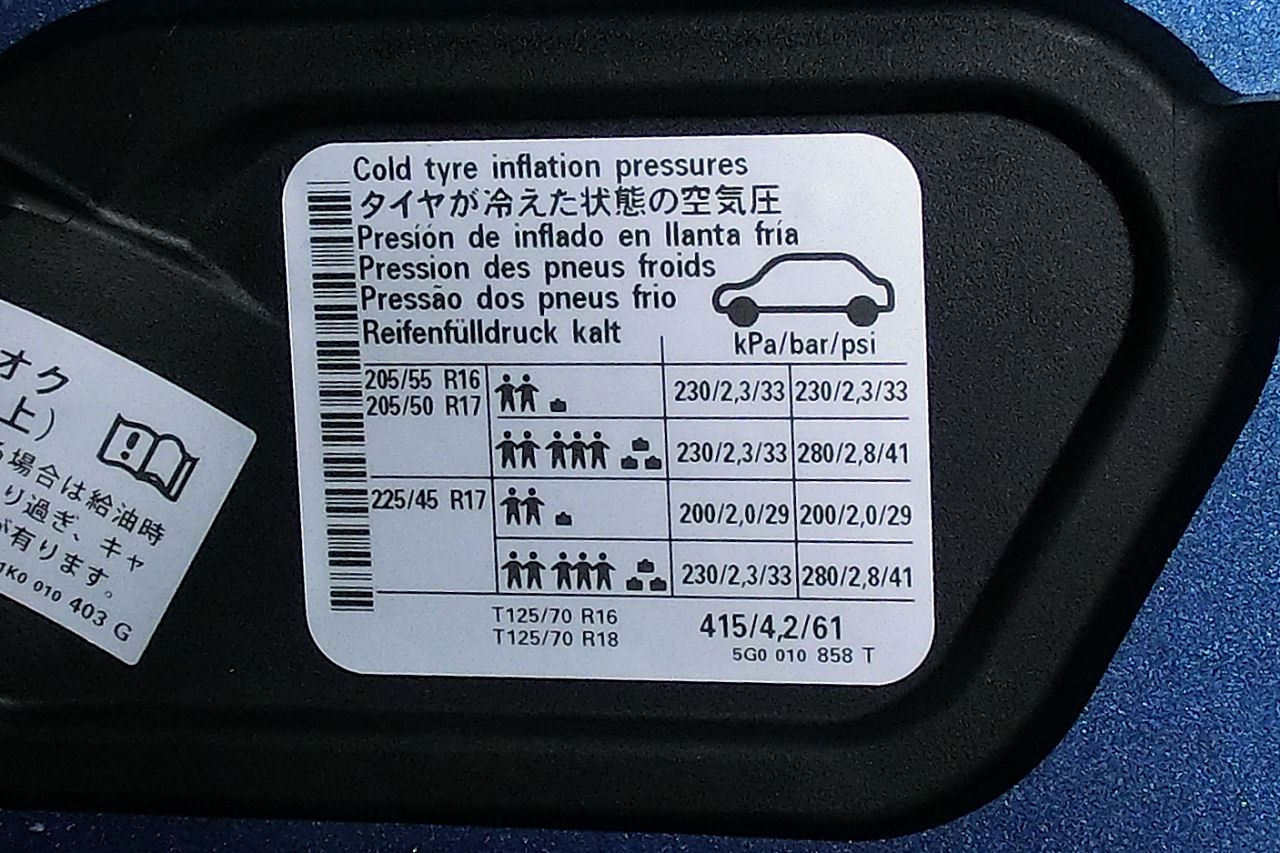 Cold tyre inflation pressures
タイヤが冷えた状態の空気圧
Presión de inflado en llanta fría
Pression des pneus froids
Pressão dos pneus frio
Reifenfülldruck kalt
kPa/bar/psi
205/55 R16
205/50 R17
230/2,3/33 230/2,3/33
230/2,3/33 280/2,8/41
225/45 R17 200/2,0/29 200/2,0/29
230/2,3/33 280/2,8/41
T125/70 R16
T125/70 R18
415/4,2/61
5G0 010 858 T
オク
上)
場合は給油時
り過ぎ、キャ
が有ります。
1K0 010 403 G